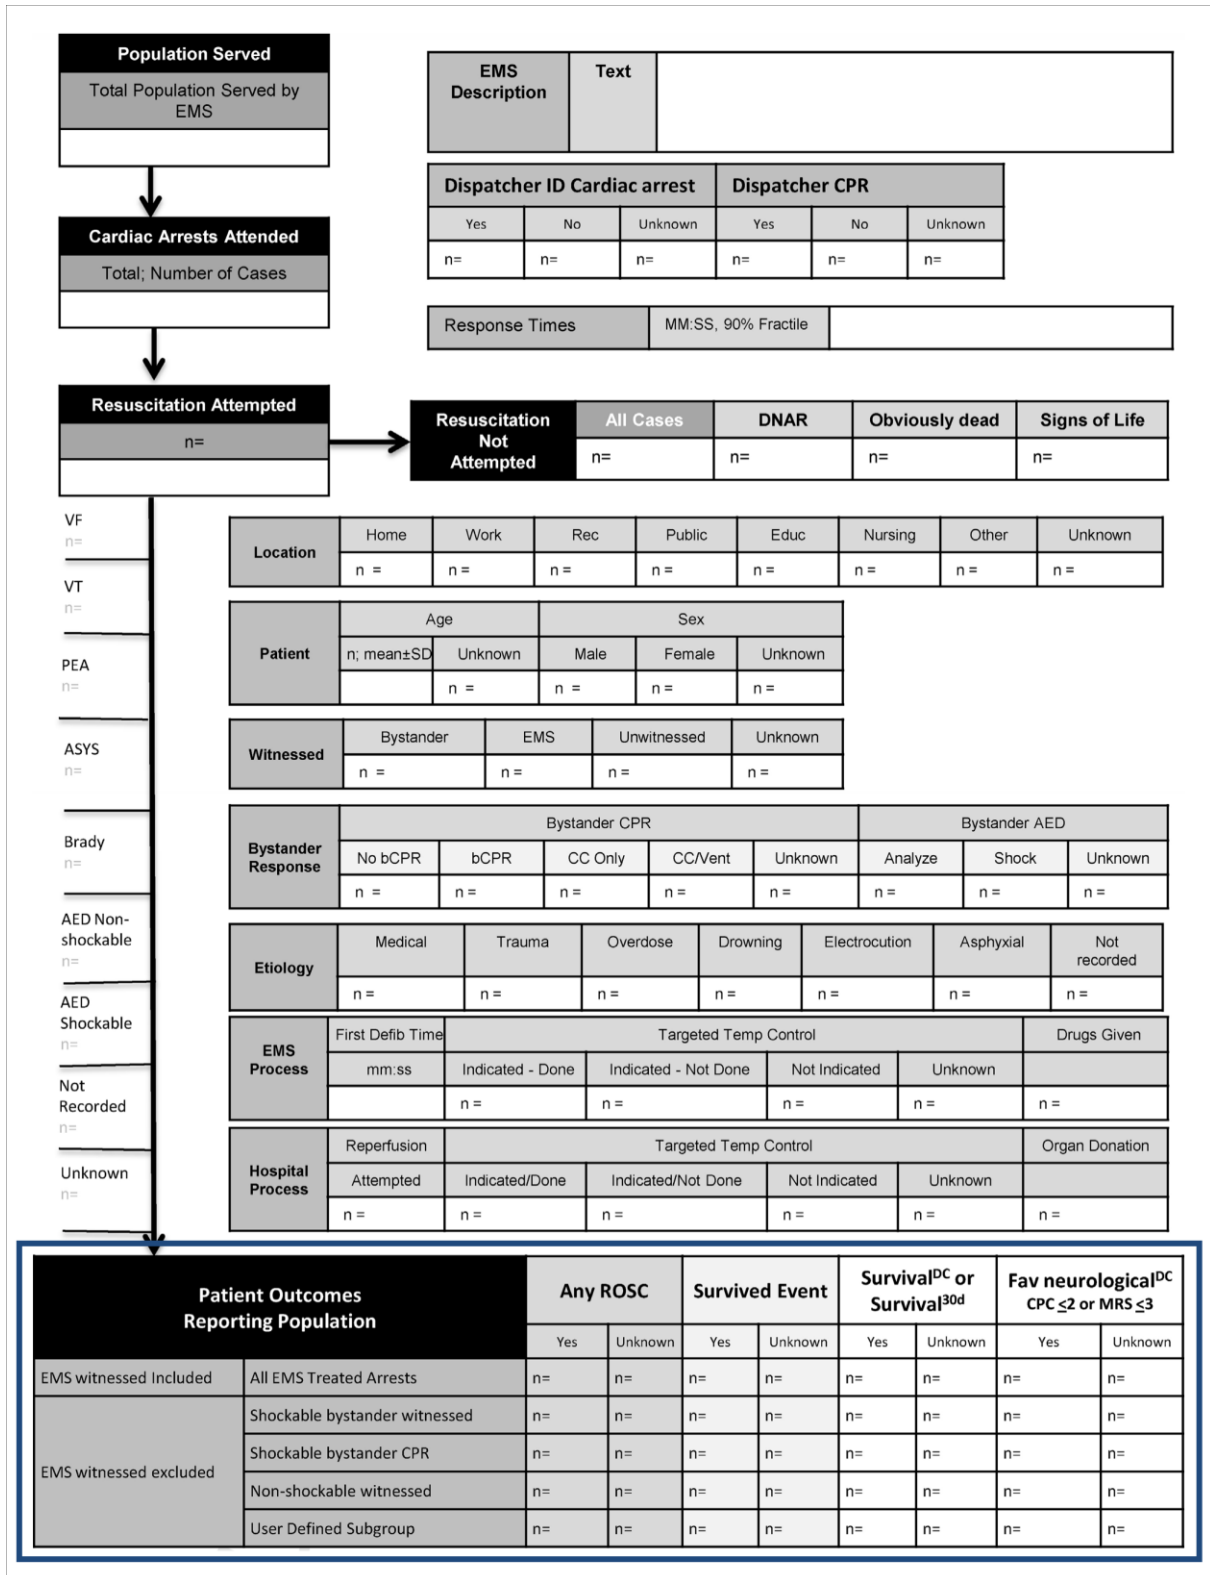 Population Served
Total Population Served by
EMS
EMS
Description
Text
Dispatcher ID Cardiac arrest Dispatcher CPR
Yes No Unknown Yes No Unknown
n= n= n= n= n= n=
Cardiac Arrests Attended
Total; Number of Cases
Response Times MM:SS, 90% Fractile
Resuscitation Attempted
n=
Resuscitation
Not
Attempted
All Cases DNAR Obviously dead Signs of Life
n= n= n= n=
VF
n=
VT
n=
PEA
n=
ASYS
n=
Brady
n=
AED Non-
shockable
n=
AED
Shockable
n=
Not
Recorded
n=
Unknown
n=
Location
Home Work Rec Public Educ Nursing Other Unknown
n = n = n = n = n = n = n = n =
Patient
Age Sex
n; mean±SD Unknown Male Female Unknown
n = n = n = n =
Witnessed
Bystander EMS Unwitnessed Unknown
n = n = n = n =
Bystander
Response
Bystander CPR Bystander AED
No bCPR bCPR CC Only CC/Vent Unknown Analyze Shock Unknown
n = n = n = n = n = n = n = n =
Etiology
Medical Trauma Overdose Drowning Electrocution Asphyxial Not
recorded
n = n = n = n = n = n = n =
EMS
Process
First Defib Time Targeted Temp Control Drugs Given
mm:ss Indicated - Done Indicated - Not Done Not Indicated Unknown
n = n = n = n = n =
Hospital
Process
Reperfusion Targeted Temp Control Organ Donation
Attempted Indicated/Done Indicated/Not Done Not Indicated Unknown
n = n = n = n = n = n =
Patient Outcomes
Reporting Population
Any ROSC Survived Event Survival^DC or
Survival^30d
Fav neurological^DC
CPC ≤2 or MRS ≤3
Yes Unknown Yes Unknown Yes Unknown Yes Unknown
EMS witnessed Included All EMS Treated Arrests n= n= n= n= n= n= n= n=
EMS witnessed excluded
Shockable bystander witnessed n= n= n= n= n= n= n= n=
Shockable bystander CPR n= n= n= n= n= n= n= n=
Non-shockable witnessed n= n= n= n= n= n= n= n=
User Defined Subgroup n= n= n= n= n= n= n= n=